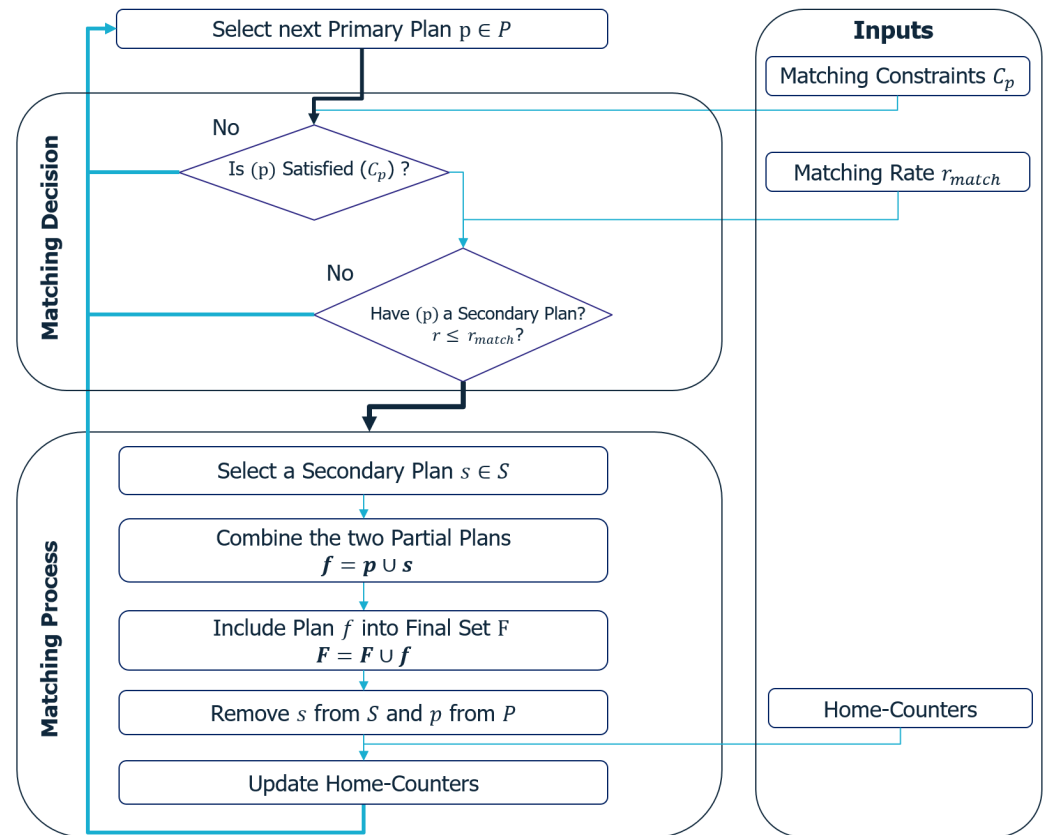 Select next Primary Plan p ∈ P
Matching Decision
No
Is (p) Satisfied (C_p) ?
No
Have (p) a Secondary Plan?
r ≤ r_match?
Matching Process
Select a Secondary Plan s ∈ S
Combine the two Partial Plans
f = p ∪ s
Include Plan f into Final Set F
F = F ∪ f
Remove s from S and p from P
Update Home-Counters
Inputs
Matching Constraints C_p
Matching Rate r_match
Home-Counters